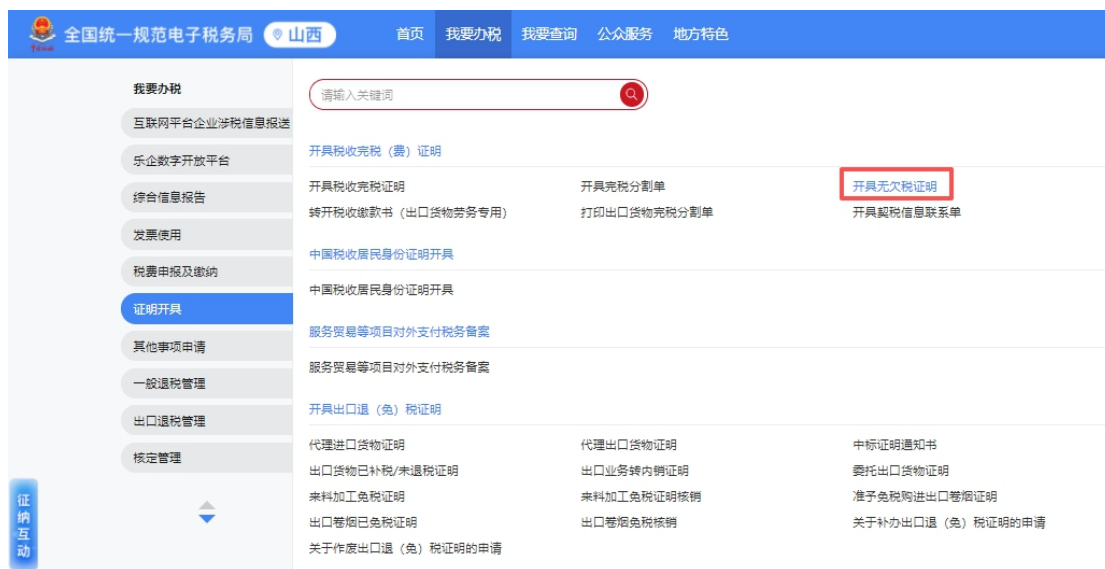 全国统一规范电子税务局 山西 首页 我要办税 我要查询 公众服务 地方特色
我要办税
互联网平台企业涉税信息报送
乐企数字开放平台
综合信息报告
发票使用
税费申报及缴纳
证明开具
其他事项申请
一般退税管理
出口退税管理
核定管理
征纳互动
请输入关键词
开具税收完税（费）证明
开具税收完税证明 开具完税分割单 开具无欠税证明
转开税收缴款书（出口货物劳务专用） 打印出口货物完税分割单 开具契税信息联系单
中国税收居民身份证明开具
中国税收居民身份证明开具
服务贸易等项目对外支付税务备案
服务贸易等项目对外支付税务备案
开具出口退（免）税证明
代理进口货物证明 代理出口货物证明 中标证明通知书
出口货物已补税/未退税证明 出口业务转内销证明 委托出口货物证明
来料加工免税证明 来料加工免税证明核销 准予免税购进出口卷烟证明
出口卷烟已免税证明 出口卷烟免税核销 关于补办出口退（免）税证明的申请
关于作废出口退（免）税证明的申请